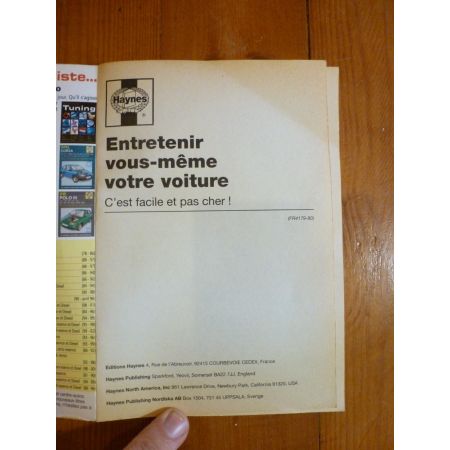 iste...
Tuning
Haynes
®
Entretenir
vous-même
votre voiture
C'est facile et pas cher !
(FR4179-80)
Editions Haynes 4, Rue de l'Abreuvoir, 92415 COURBEVOIE CEDEX, France
Haynes Publishing Sparkford, Yeovil, Somerset BA22 7JJ, England
Haynes North America, Inc 861 Lawrence Drive, Newbury Park, California 91320, USA
Haynes Publishing Nordiska AB Box 1504, 751 45 UPPSALA, Sverige